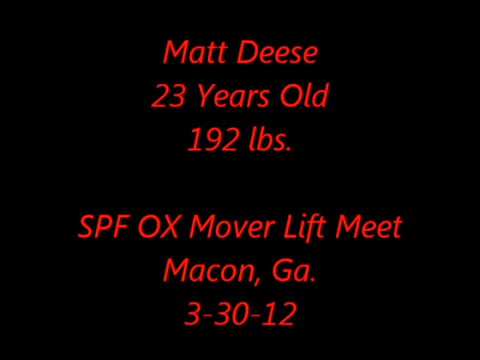 Matt Deese
23 Years Old
192 lbs.
SPF OX Mover Lift Meet
Macon, Ga.
3-30-12